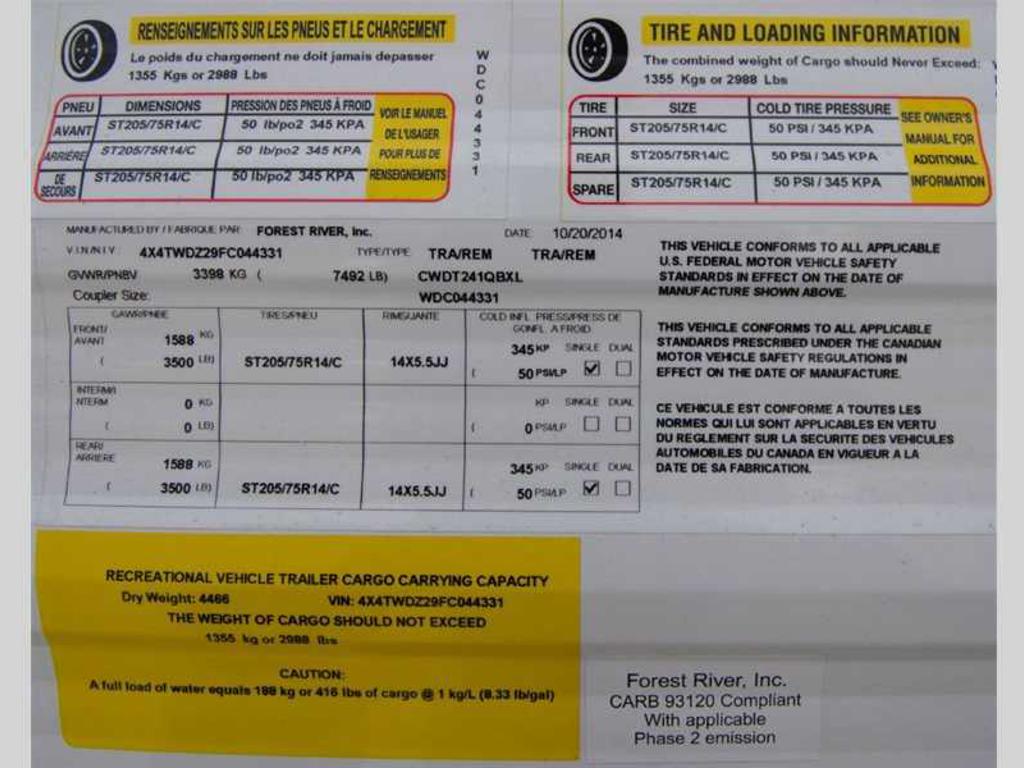 RENSEIGNEMENTS SUR LES PNEUS ET LE CHARGEMENT
Le poids du chargement ne doit jamais depasser
1355 Kgs or 2988 Lbs
PNEU DIMENSIONS PRESSION DES PNEUS À FROID
AVANT ST205/75R14/C 50 lb/po2 345 KPA
ARRIÈRE ST205/75R14/C 50 lb/po2 345 KPA
DE SECOURS ST205/75R14/C 50 lb/po2 345 KPA
VOIR LE MANUEL
DE L'USAGER
POUR PLUS DE
RENSEIGNEMENTS
WDC044331
TIRE AND LOADING INFORMATION
The combined weight of Cargo should Never Exceed:
1355 Kgs or 2988 Lbs
TIRE SIZE COLD TIRE PRESSURE
FRONT ST205/75R14/C 50 PSI / 345 KPA
REAR ST205/75R14/C 50 PSI / 345 KPA
SPARE ST205/75R14/C 50 PSI / 345 KPA
SEE OWNER'S
MANUAL FOR
ADDITIONAL
INFORMATION
MANUFACTURED BY / FABRIQUE PAR: FOREST RIVER, Inc. DATE: 10/20/2014
V.I.N./N.I.V.: 4X4TWDZ29FC044331 TYPE/TYPE: TRA/REM TRA/REM
GVWR/PNBV 3398 KG ( 7492 LB) CWDT241QBXL
Coupler Size: WDC044331
GAWR/PNBE TIRES/PNEU RIMS/JANTE COLD INFL. PRESS/PRESS DE
GONFL. A FROID
FRONT/
AVANT 1588 KG 345 KP SINGLE DUAL
( 3500 LB) ST205/75R14/C 14X5.5JJ ( 50 PSI/LP
INTERM/
INTERM 0 KG KP SINGLE DUAL
( 0 LB) ( 0 PSI/LP
REAR/
ARRIERE 1588 KG 345 KP SINGLE DUAL
( 3500 LB) ST205/75R14/C 14X5.5JJ ( 50 PSI/LP
THIS VEHICLE CONFORMS TO ALL APPLICABLE
U.S. FEDERAL MOTOR VEHICLE SAFETY
STANDARDS IN EFFECT ON THE DATE OF
MANUFACTURE SHOWN ABOVE.
THIS VEHICLE CONFORMS TO ALL APPLICABLE
STANDARDS PRESCRIBED UNDER THE CANADIAN
MOTOR VEHICLE SAFETY REGULATIONS IN
EFFECT ON THE DATE OF MANUFACTURE.
CE VEHICULE EST CONFORME A TOUTES LES
NORMES QUI LUI SONT APPLICABLES EN VERTU
DU REGLEMENT SUR LA SECURITE DES VEHICULES
AUTOMOBILES DU CANADA EN VIGUEUR A LA
DATE DE SA FABRICATION.
RECREATIONAL VEHICLE TRAILER CARGO CARRYING CAPACITY
Dry Weight: 4466 VIN: 4X4TWDZ29FC044331
THE WEIGHT OF CARGO SHOULD NOT EXCEED
1355 kg or 2988 lbs
CAUTION:
A full load of water equals 188 kg or 416 lbs of cargo @ 1 kg/L (8.33 lb/gal)
Forest River, Inc.
CARB 93120 Compliant
With applicable
Phase 2 emission